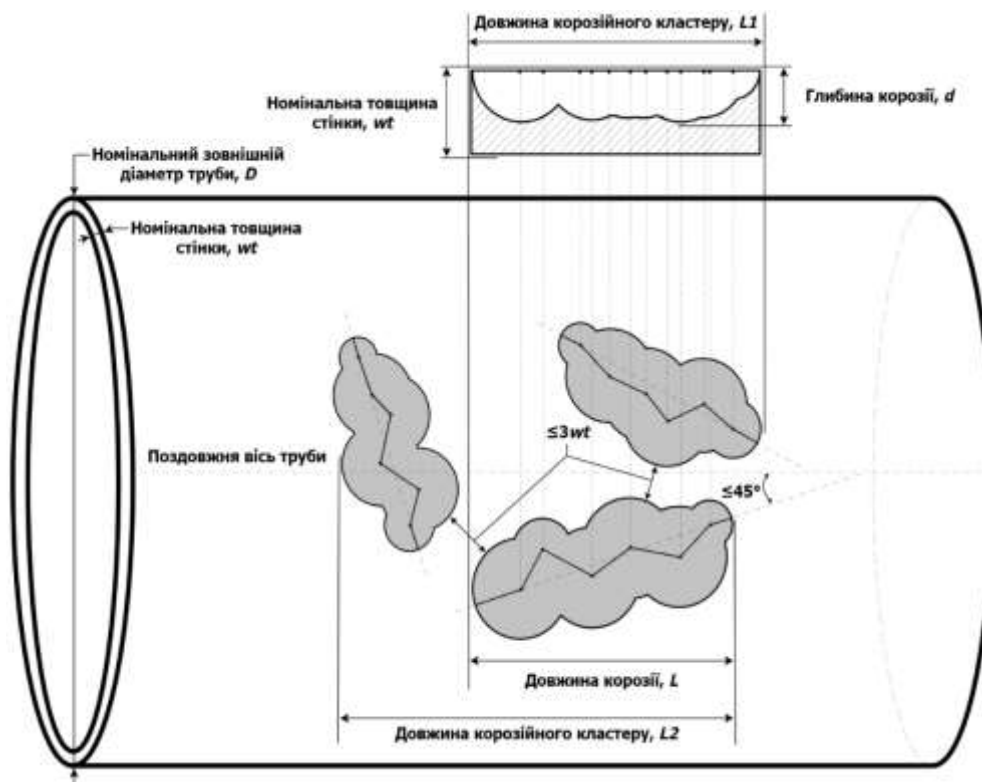 Довжина корозійного кластеру, L1
Номінальна товщина
стінки, wt
Глибина корозії, d
Номінальний зовнішній
діаметр труби, D
Номінальна товщина
стінки, wt
≤3wt
Поздовжня вісь труби
≤45°
Довжина корозії, L
Довжина корозійного кластеру, L2